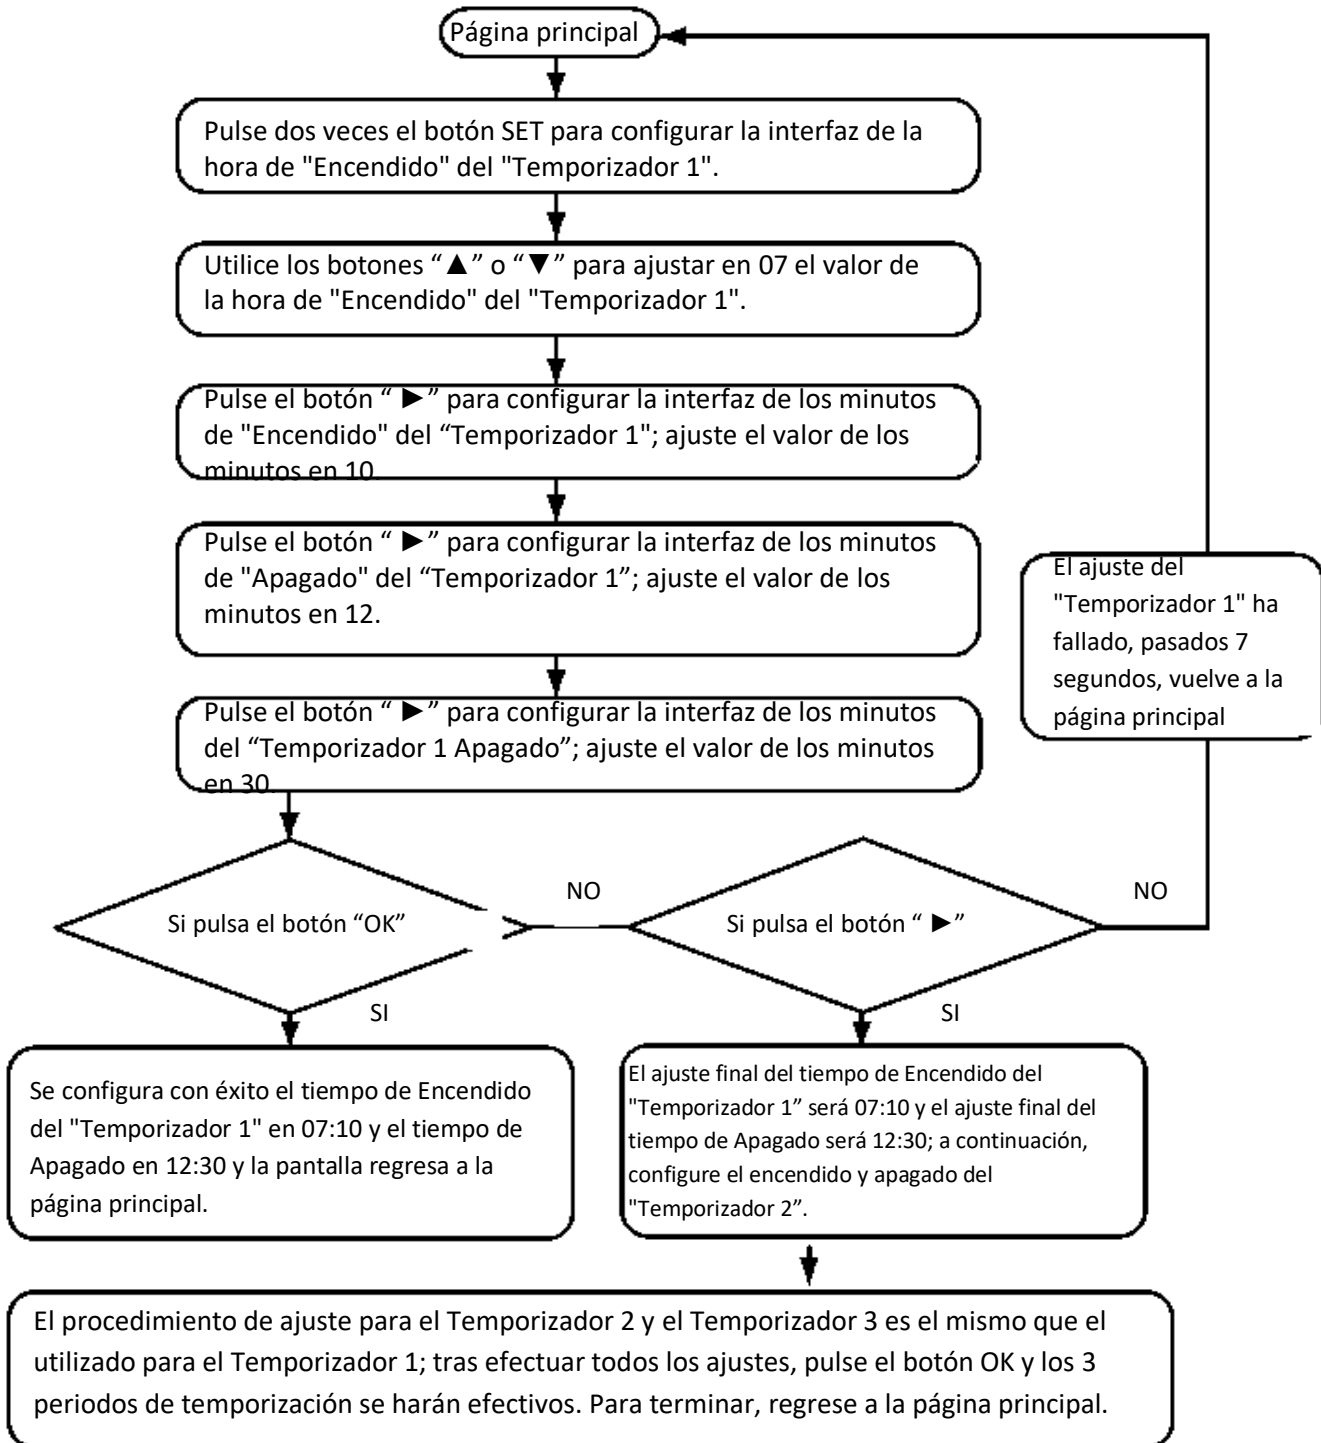 Página principal
Pulse dos veces el botón SET para configurar la interfaz de la
hora de "Encendido" del "Temporizador 1".
Utilice los botones “▲” o “▼” para ajustar en 07 el valor de
la hora de "Encendido" del "Temporizador 1".
Pulse el botón “ ►” para configurar la interfaz de los minutos
de "Encendido" del “Temporizador 1"; ajuste el valor de los
minutos en 10.
Pulse el botón “ ►” para configurar la interfaz de los minutos
de "Apagado" del “Temporizador 1”; ajuste el valor de los
minutos en 12.
El ajuste del
"Temporizador 1" ha
fallado, pasados 7
segundos, vuelve a la
página principal
Pulse el botón “ ►” para configurar la interfaz de los minutos
del “Temporizador 1 Apagado”; ajuste el valor de los minutos
en 30.
Si pulsa el botón “OK”
NO
Si pulsa el botón “ ►”
NO
SI
SI
Se configura con éxito el tiempo de Encendido
del "Temporizador 1" en 07:10 y el tiempo de
Apagado en 12:30 y la pantalla regresa a la
página principal.
El ajuste final del tiempo de Encendido del
"Temporizador 1” será 07:10 y el ajuste final del
tiempo de Apagado será 12:30; a continuación,
configure el encendido y apagado del
"Temporizador 2”.
El procedimiento de ajuste para el Temporizador 2 y el Temporizador 3 es el mismo que el
utilizado para el Temporizador 1; tras efectuar todos los ajustes, pulse el botón OK y los 3
periodos de temporización se harán efectivos. Para terminar, regrese a la página principal.